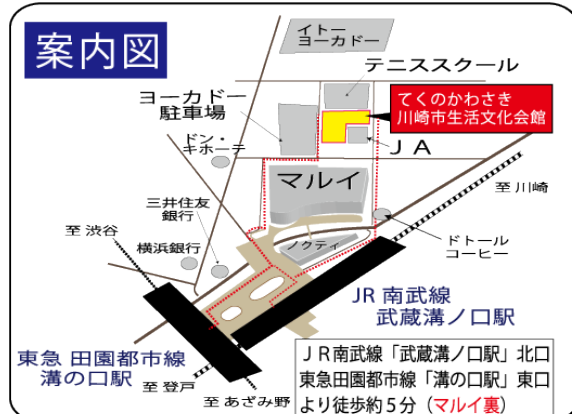 案内図
イトー
ヨーカドー
テニススクール
ヨーカドー
駐車場
てくのかわさき
川崎市生活文化会館
ドン・
キホーテ
JA
マルイ
至 川崎
三井住友
銀行
至 渋谷
横浜銀行
ノクティ
ドトール
コーヒー
JR 南武線
武蔵溝ノ口駅
東急 田園都市線
溝の口駅
至 登戸
至 あざみ野
JR南武線「武蔵溝ノ口駅」北口
東急田園都市線「溝の口駅」東口
より徒歩約5分(マルイ裏)